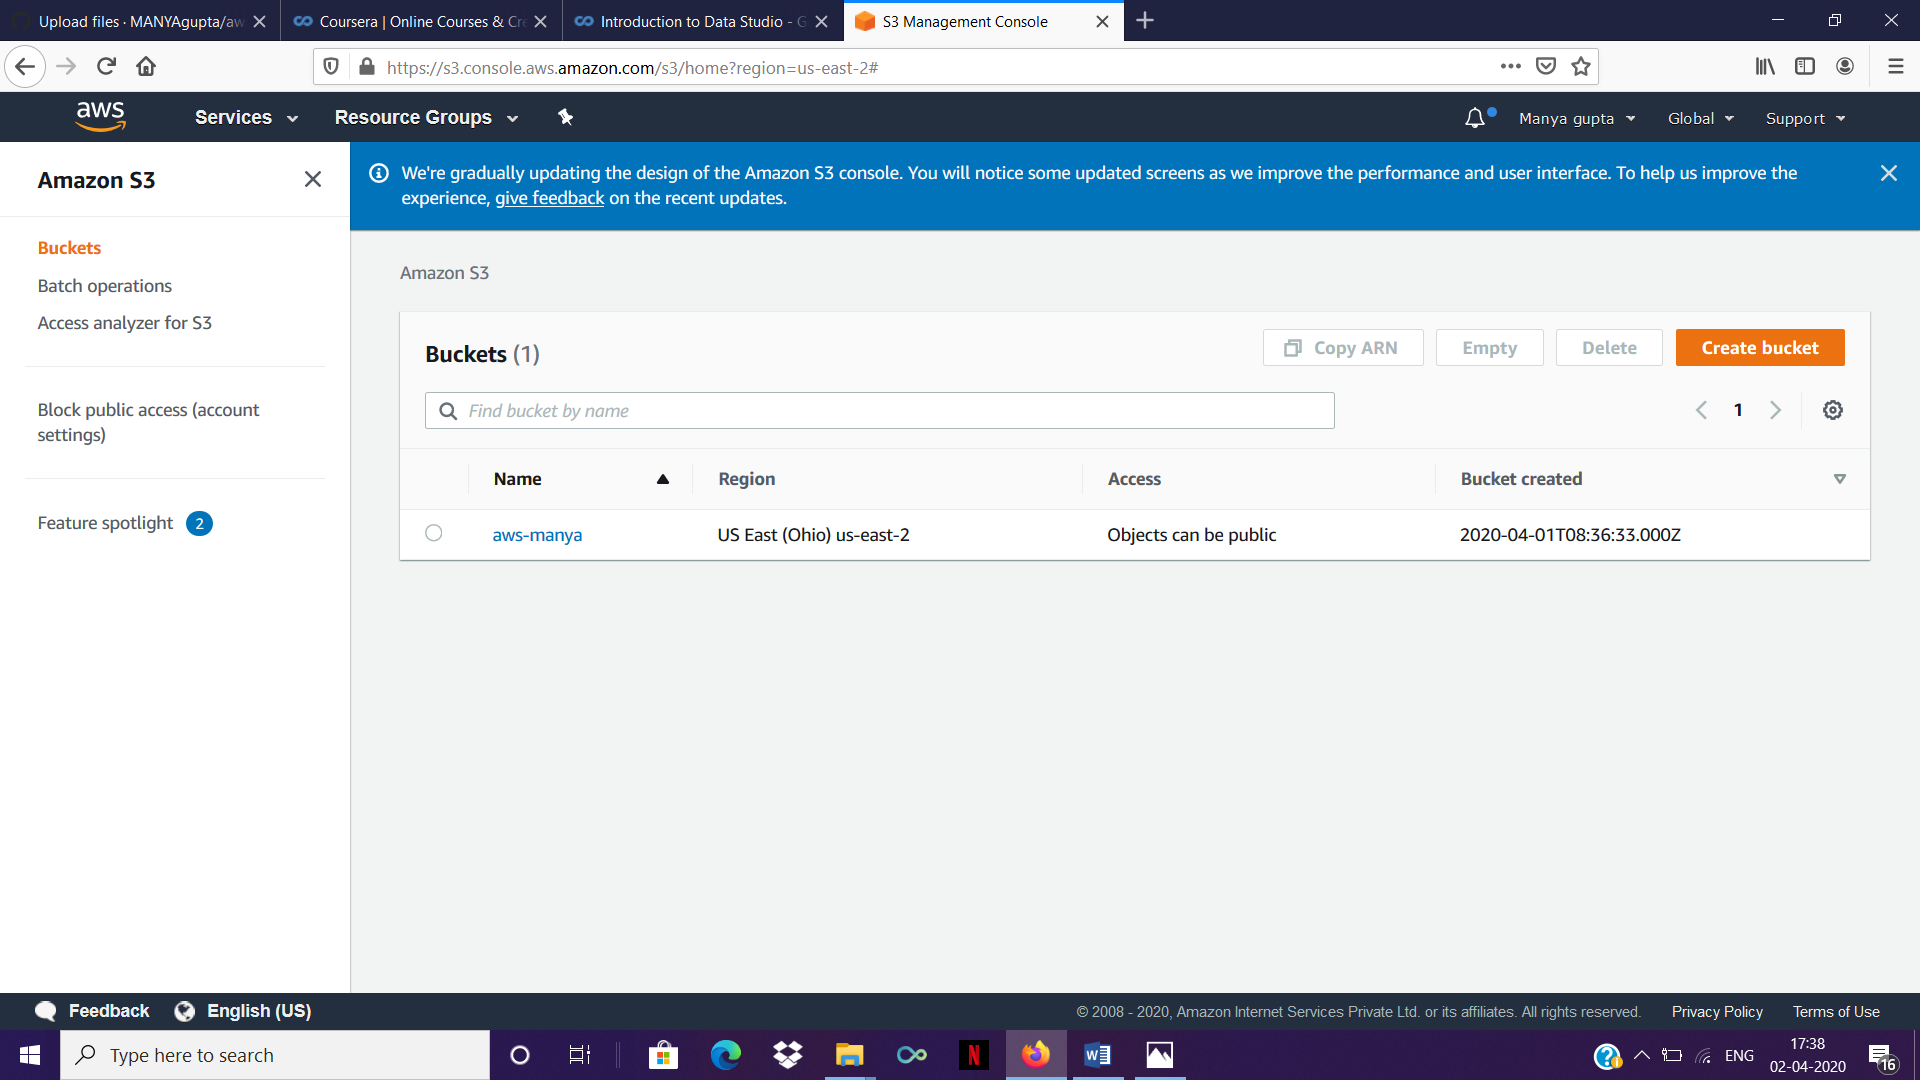 Upload files · MANYAgupta/aw
Coursera | Online Courses & Cre
Introduction to Data Studio - G
S3 Management Console
https://s3.console.aws.amazon.com/s3/home?region=us-east-2#
aws
Services
Resource Groups
Manya gupta
Global
Support
Amazon S3
Buckets
Batch operations
Access analyzer for S3
Block public access (account
settings)
Feature spotlight 2
We're gradually updating the design of the Amazon S3 console. You will notice some updated screens as we improve the performance and user interface. To help us improve the
experience, give feedback on the recent updates.
Amazon S3
Buckets (1)
Copy ARN
Empty
Delete
Create bucket
Find bucket by name
1
Name
Region
Access
Bucket created
aws-manya
US East (Ohio) us-east-2
Objects can be public
2020-04-01T08:36:33.000Z
Feedback
English (US)
© 2008 - 2020, Amazon Internet Services Private Ltd. or its affiliates. All rights reserved.
Privacy Policy
Terms of Use
Type here to search
ENG
17:38
02-04-2020
16